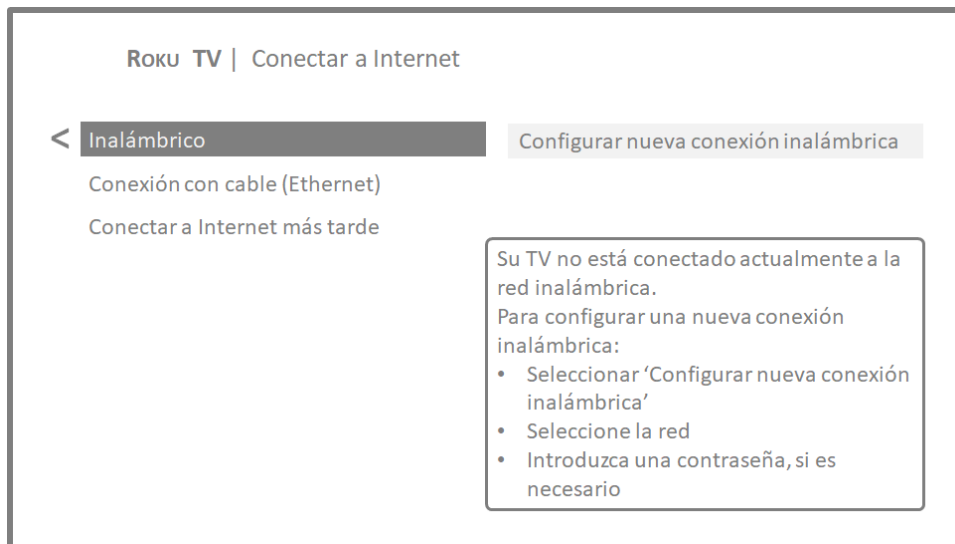 ROKU TV | Conectar a Internet
< Inalámbrico
Configurar nueva conexión inalámbrica
Conexión con cable (Ethernet)
Conectar a Internet más tarde
Su TV no está conectado actualmente a la
red inalámbrica.
Para configurar una nueva conexión
inalámbrica:
• Seleccionar ‘Configurar nueva conexión
inalámbrica’
• Seleccione la red
• Introduzca una contraseña, si es
necesario